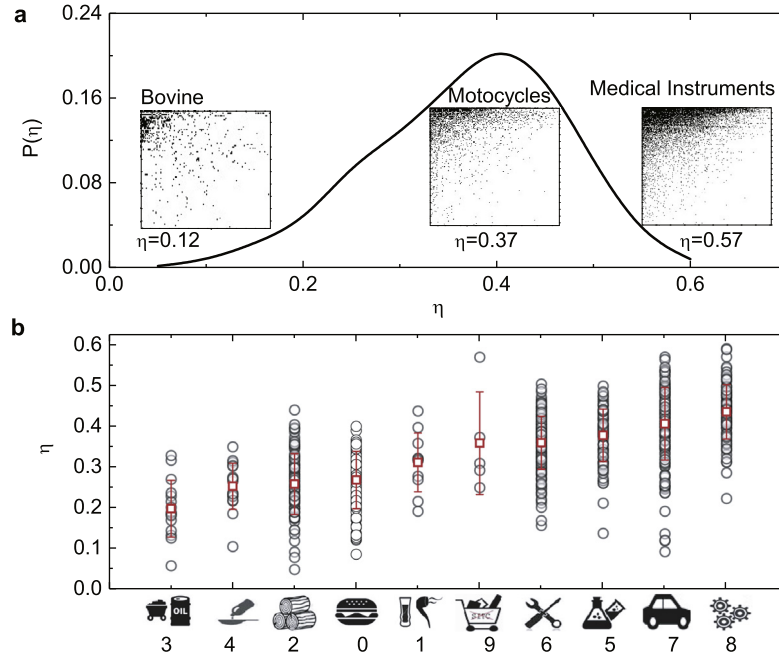 a
0.24
0.16
0.08
0.00
P(η)
Bovine
η=0.12
Motocycles
η=0.37
Medical Instruments
η=0.57
0.0 0.2 0.4 0.6
η
b
0.6
0.5
0.4
0.3
0.2
0.1
0.0
η
OIL
3 4 2 0 1 9 6 5 7 8